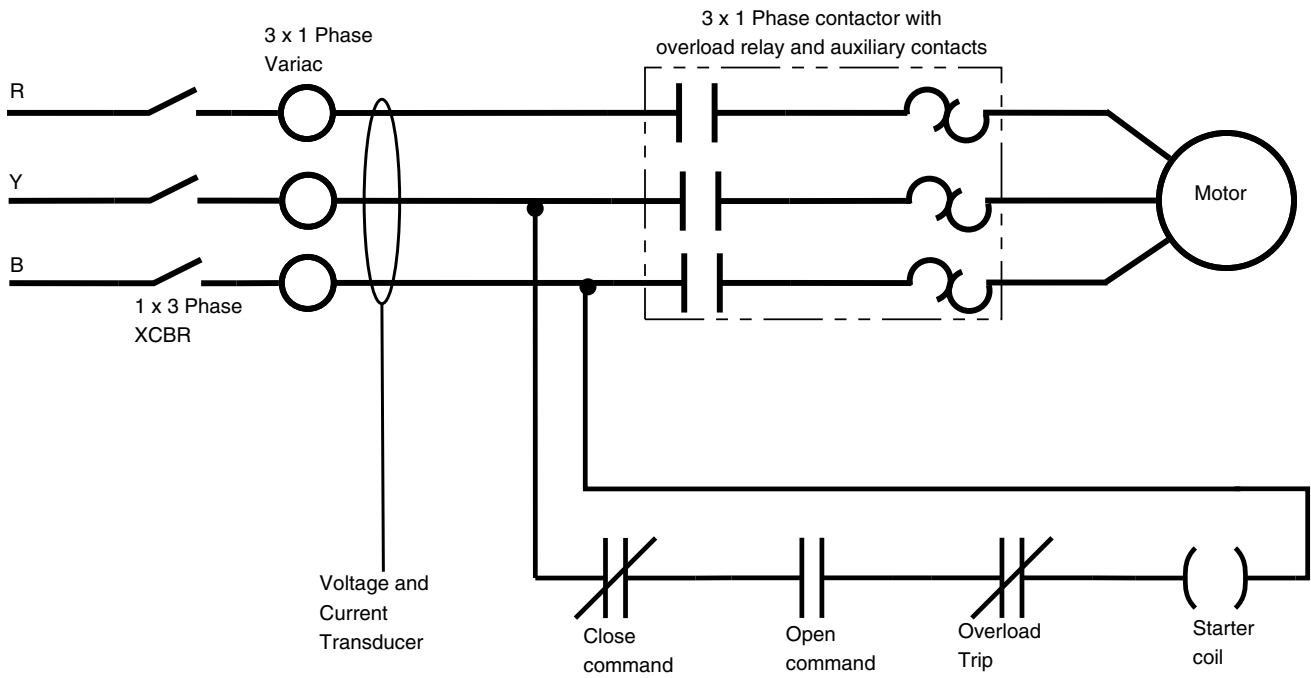 3 x 1 Phase
Variac
3 x 1 Phase contactor with
overload relay and auxiliary contacts
R
Y
B
1 x 3 Phase
XCBR
Motor
Voltage and
Current
Transducer
Close
command
Open
command
Overload
Trip
Starter
coil